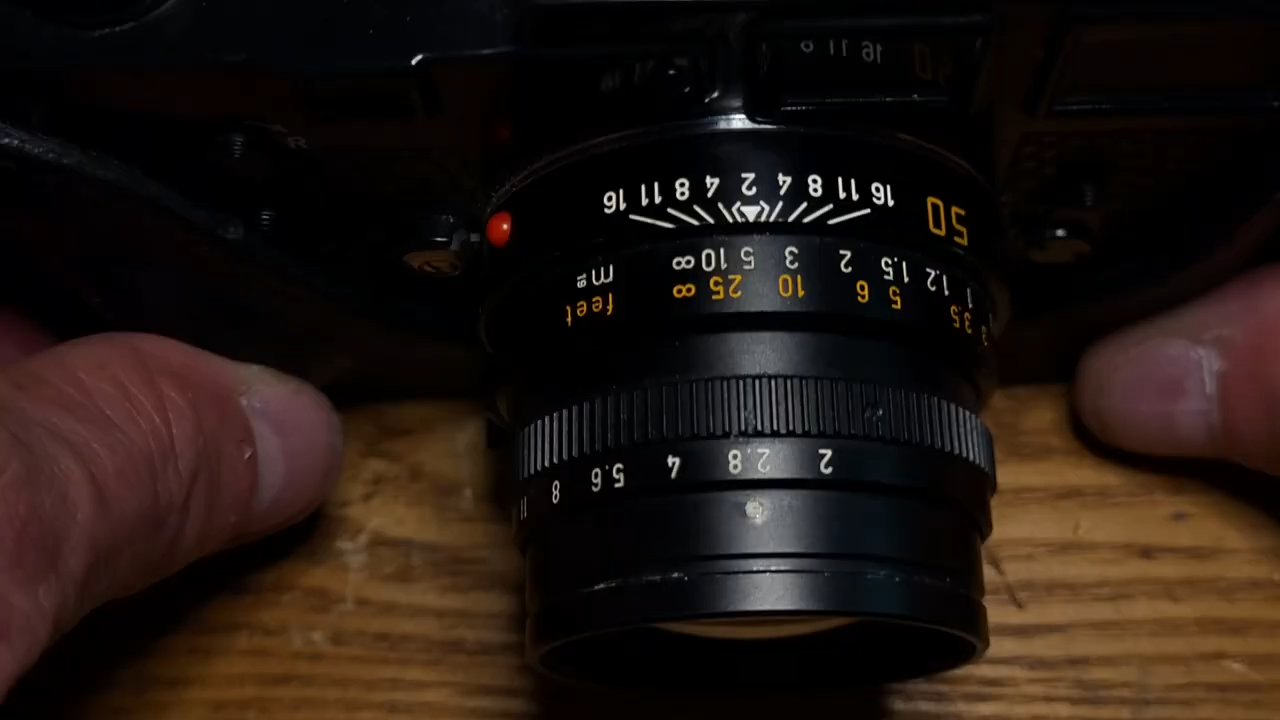 2 2.8 4 5.6 8 11
3 3.5 5 6 10 25 ∞ feet
1 1.2 1.5 2 3 5 10 ∞ m
50 16 11 8 4 2 4 8 11 16
R